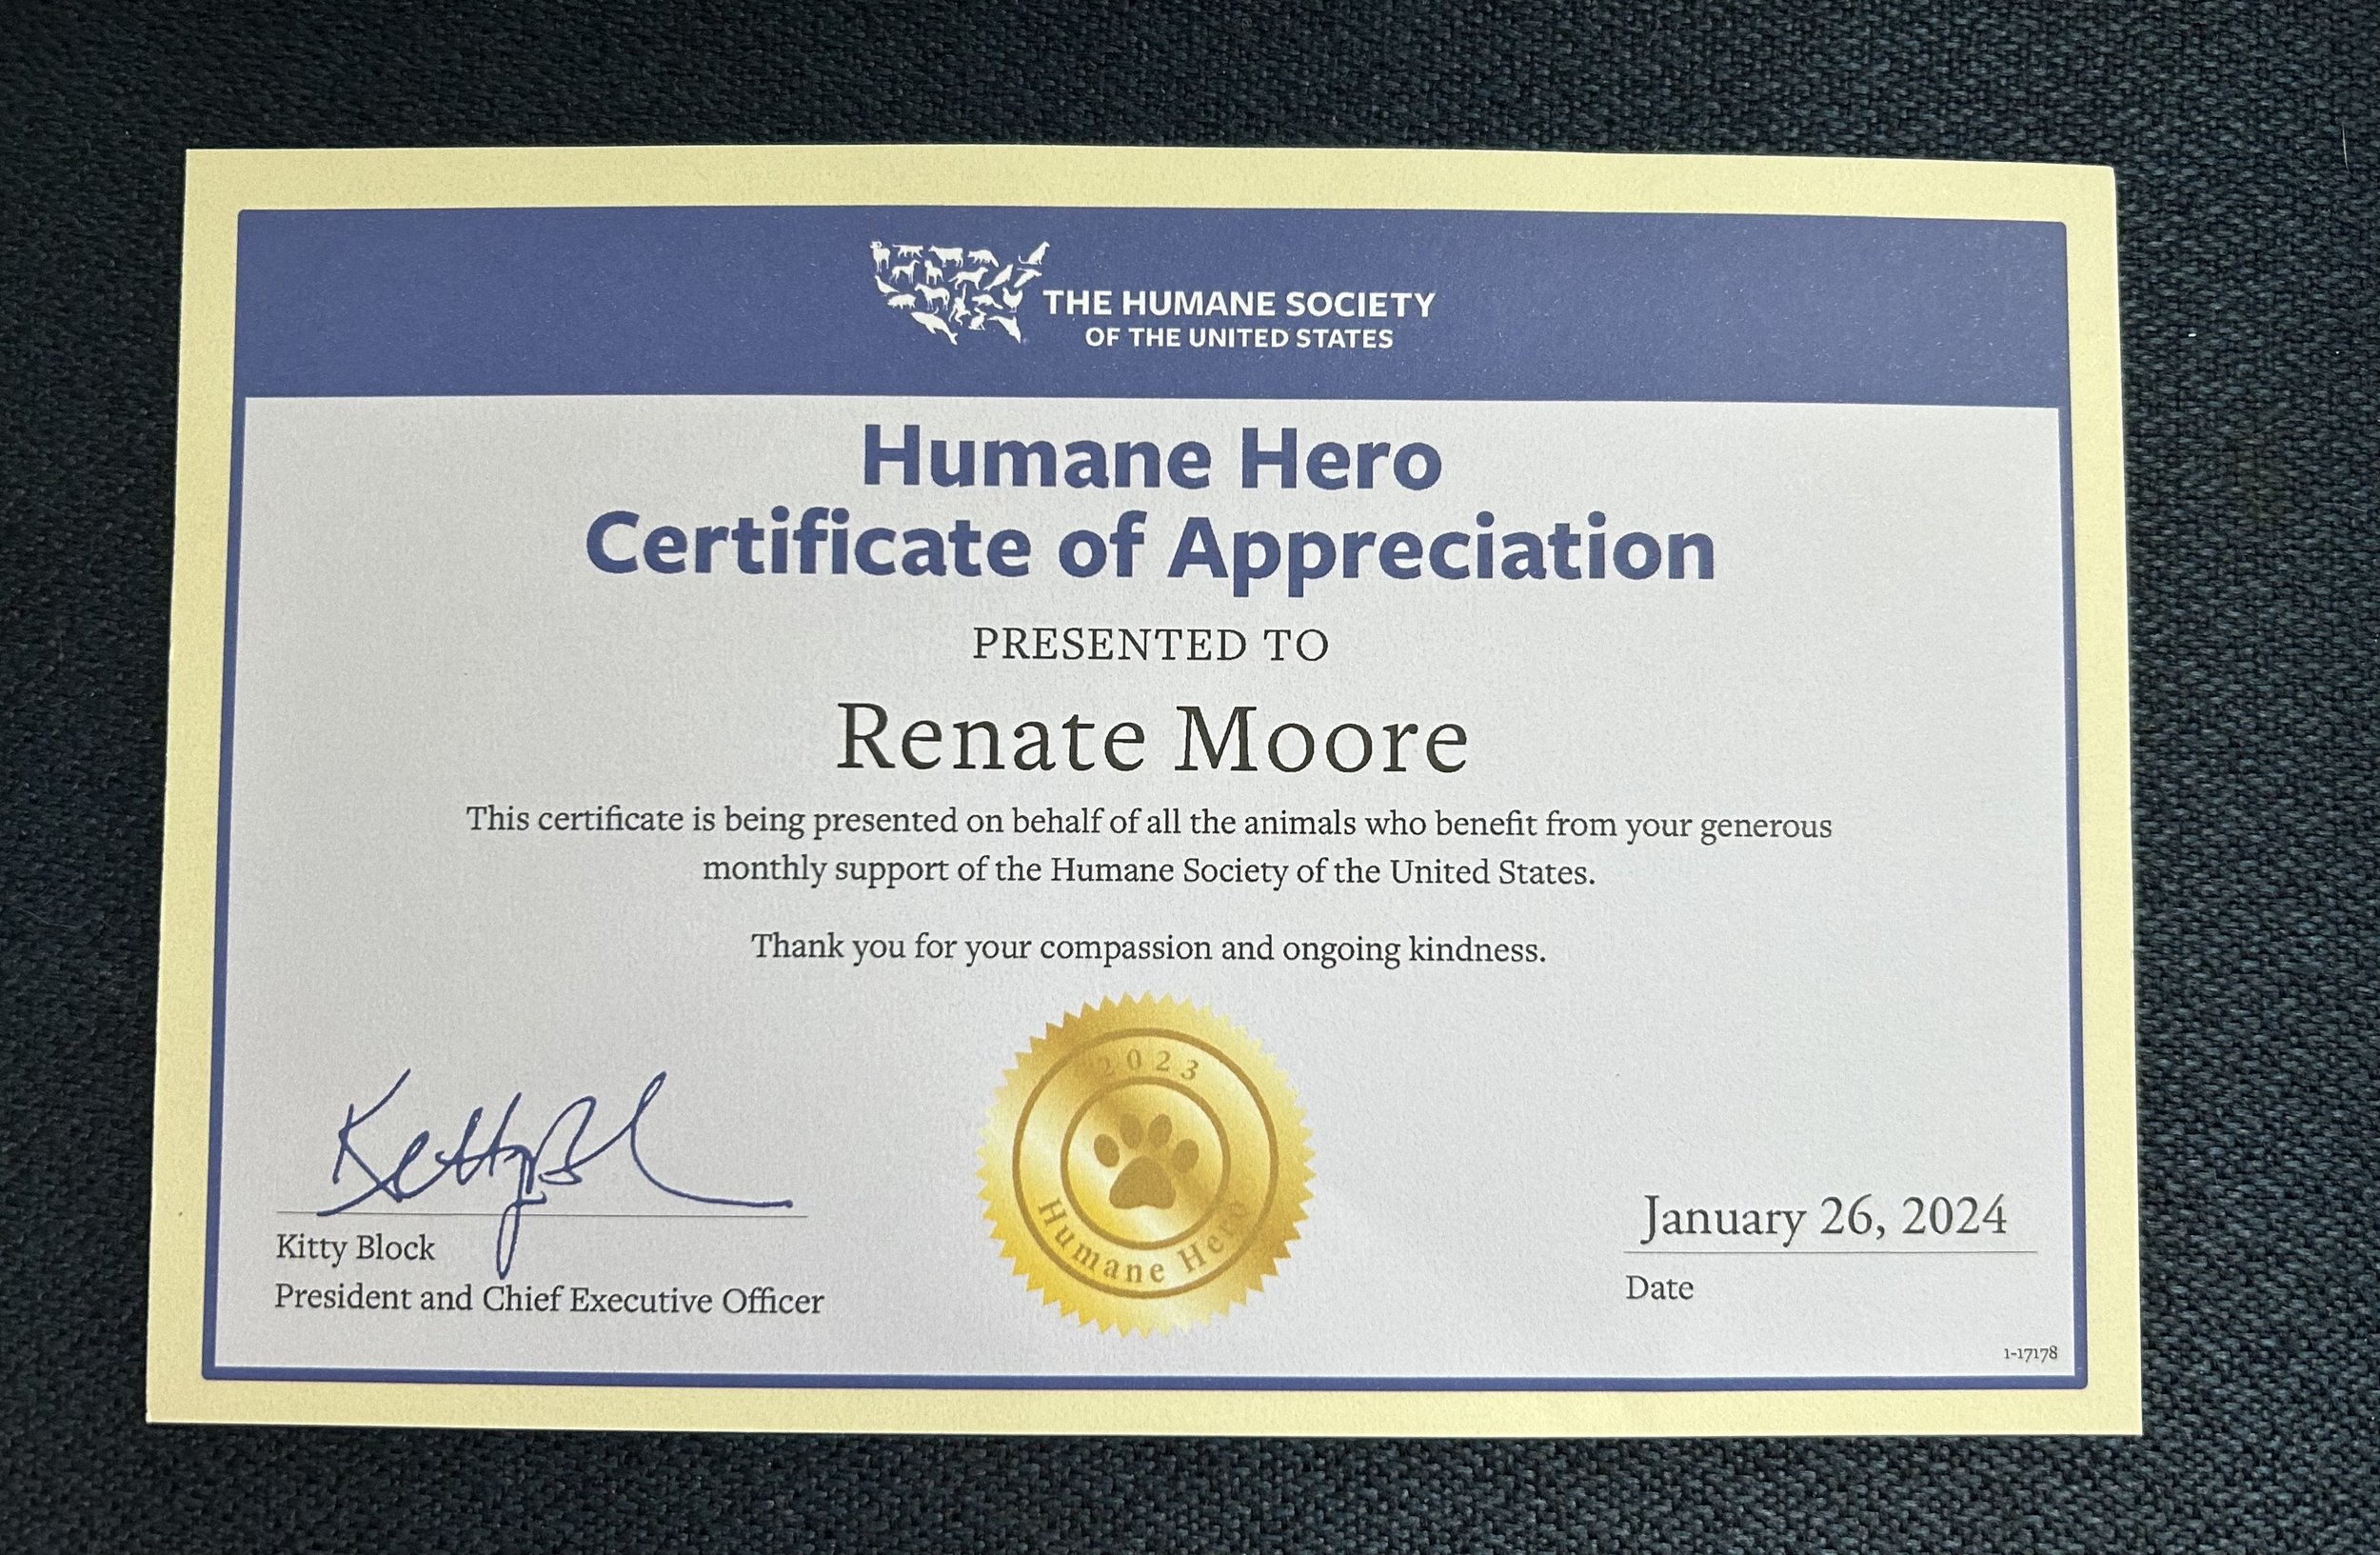 THE HUMANE SOCIETY
OF THE UNITED STATES
Humane Hero
Certificate of Appreciation
PRESENTED TO
Renate Moore
This certificate is being presented on behalf of all the animals who benefit from your generous
monthly support of the Humane Society of the United States.
Thank you for your compassion and ongoing kindness.
2023
Humane Hero
Kitty Bl
Kitty Block
President and Chief Executive Officer
January 26, 2024
Date
1-17178